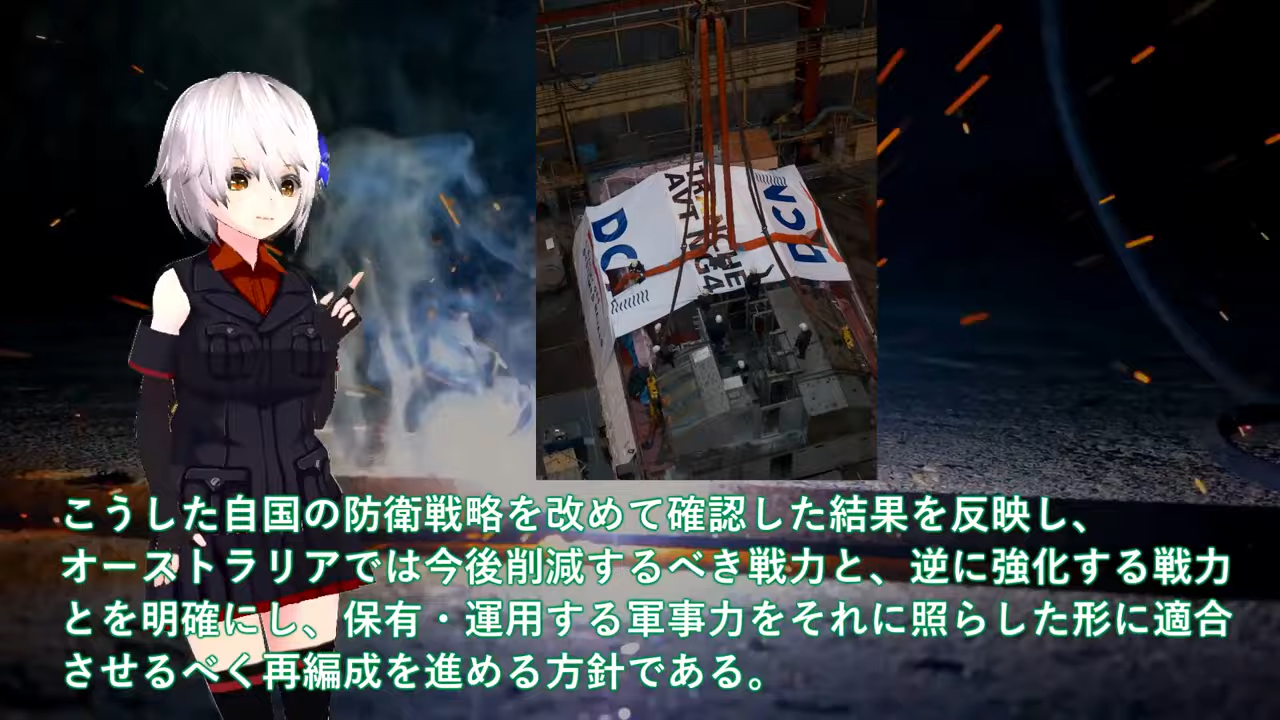 DC
TRANCHE
AVT NG4
DCN
こうした自国の防衛戦略を改めて確認した結果を反映し、
オーストラリアでは今後削減するべき戦力と、逆に強化する戦力
とを明確にし、保有・運用する軍事力をそれに照らした形に適合
させるべく再編成を進める方針である。